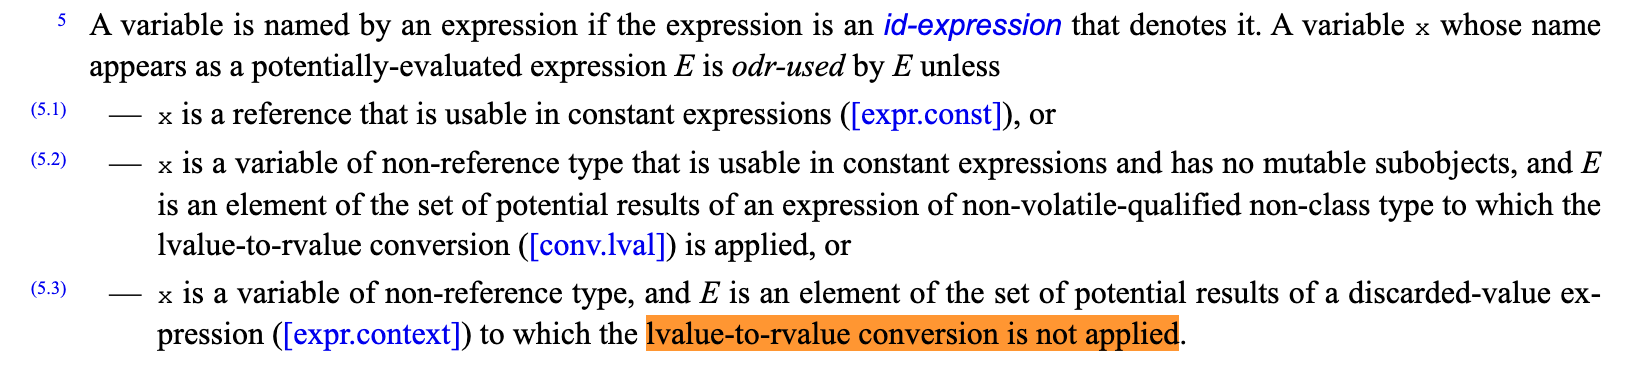 5 A variable is named by an expression if the expression is an id-expression that denotes it. A variable x whose name
appears as a potentially-evaluated expression E is odr-used by E unless
(5.1) — x is a reference that is usable in constant expressions ([expr.const]), or
(5.2) — x is a variable of non-reference type that is usable in constant expressions and has no mutable subobjects, and E
is an element of the set of potential results of an expression of non-volatile-qualified non-class type to which the
lvalue-to-rvalue conversion ([conv.lval]) is applied, or
(5.3) — x is a variable of non-reference type, and E is an element of the set of potential results of a discarded-value ex-
pression ([expr.context]) to which the lvalue-to-rvalue conversion is not applied.